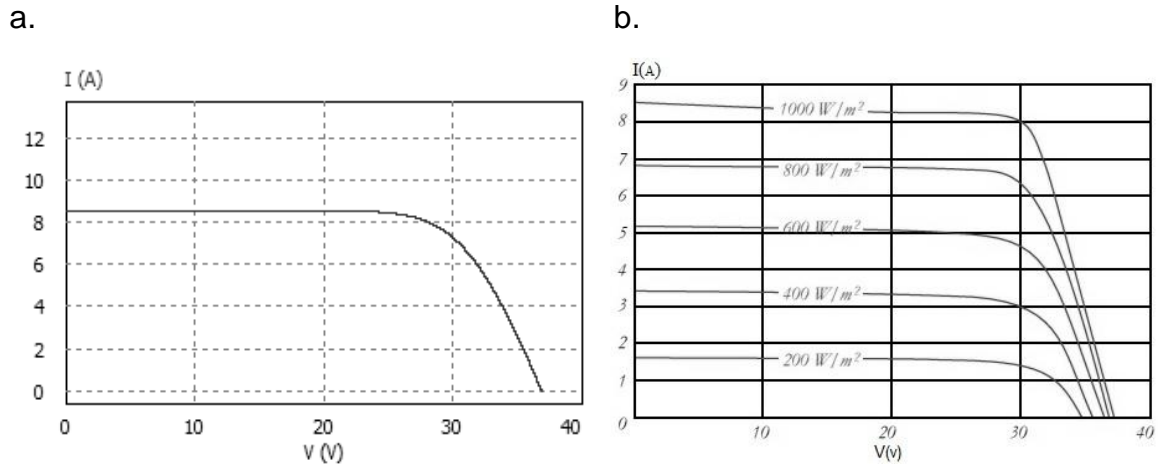 a.
I (A)
12
10
8
6
4
2
0
0 10 20 30 40
V (V)
b.
I(A)
9
8
7
6
5
4
3
2
1
0
1000 W/m²
800 W/m²
600 W/m²
400 W/m²
200 W/m²
10 20 30 40
V(v)